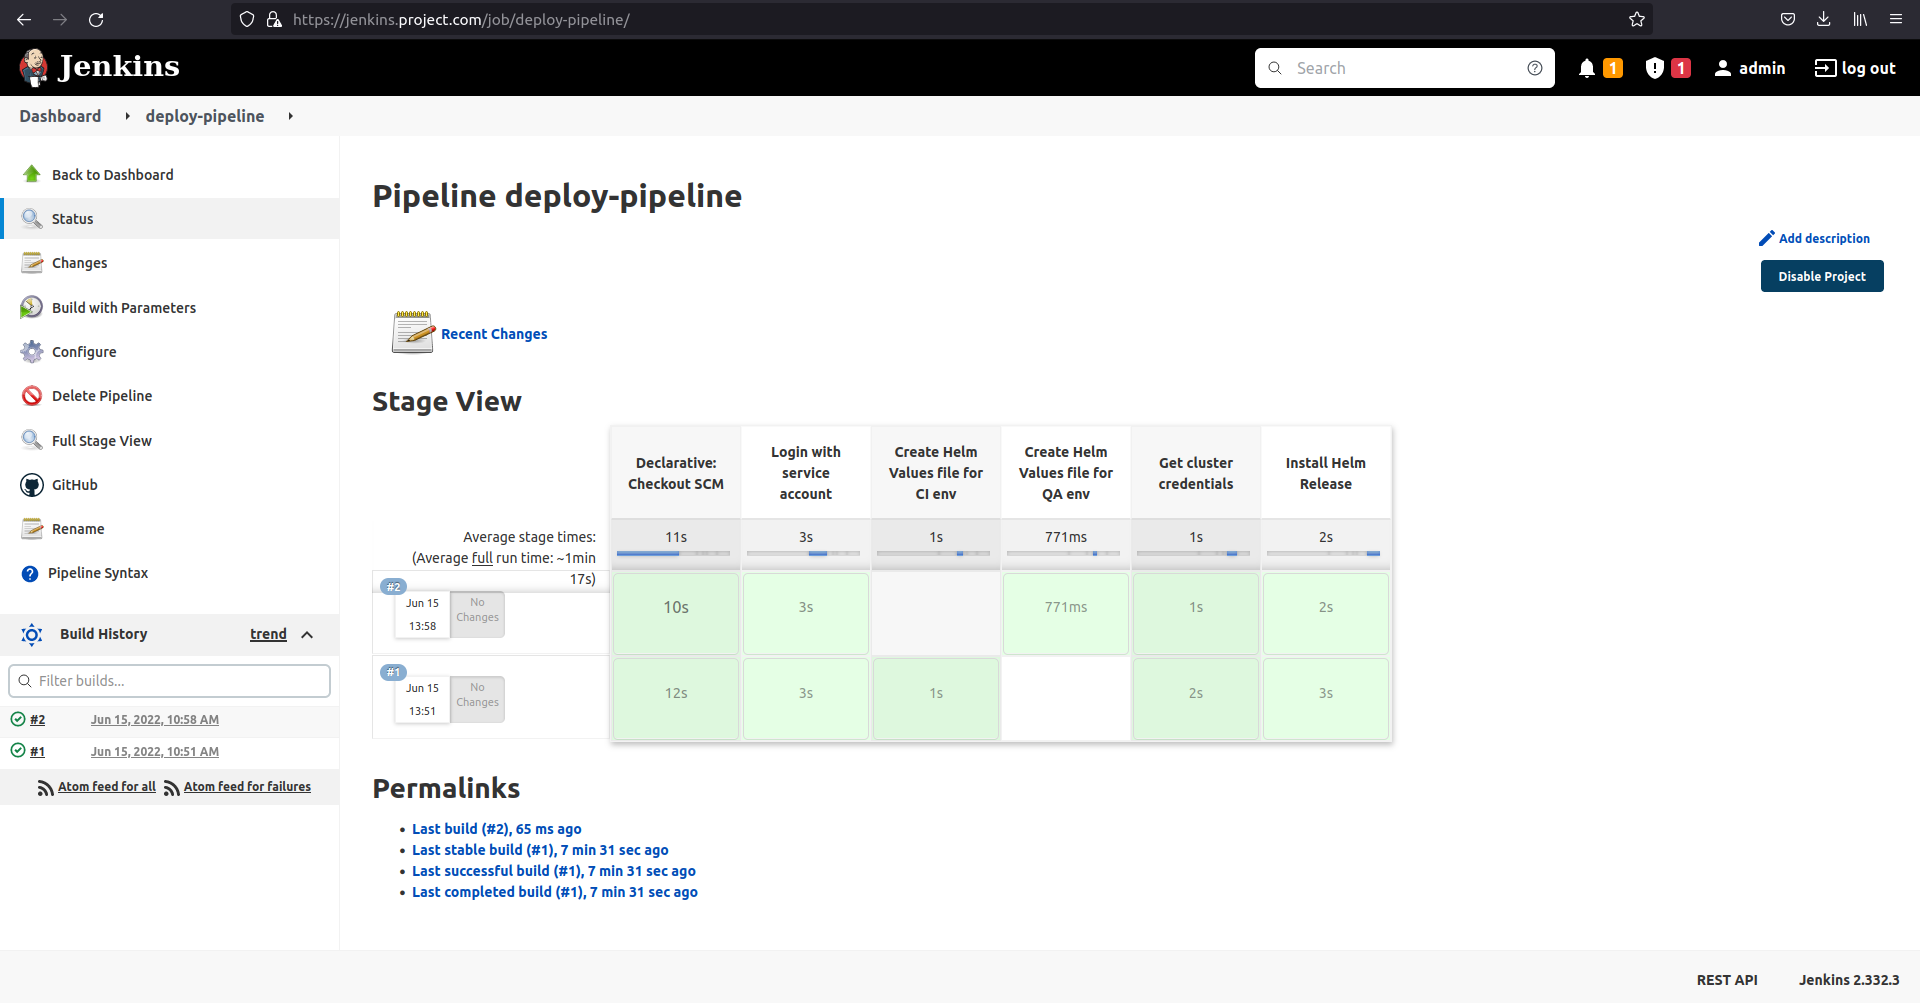 https://jenkins.project.com/job/deploy-pipeline/
Jenkins
Search
1
1
admin
log out
Dashboard
deploy-pipeline
Back to Dashboard
Status
Changes
Build with Parameters
Configure
Delete Pipeline
Full Stage View
GitHub
Rename
Pipeline Syntax
Build History
trend
Filter builds...
#2
Jun 15, 2022, 10:58 AM
#1
Jun 15, 2022, 10:51 AM
Atom feed for all
Atom feed for failures
Pipeline deploy-pipeline
Add description
Disable Project
Recent Changes
Stage View
Declarative:
Checkout SCM
Login with
service
account
Create Helm
Values file for
CI env
Create Helm
Values file for
QA env
Get cluster
credentials
Install Helm
Release
Average stage times:
(Average full run time: ~1min
17s)
11s
3s
1s
771ms
1s
2s
#2
Jun 15
13:58
No
Changes
10s
3s
771ms
1s
2s
#1
Jun 15
13:51
No
Changes
12s
3s
1s
2s
3s
Permalinks
Last build (#2), 65 ms ago
Last stable build (#1), 7 min 31 sec ago
Last successful build (#1), 7 min 31 sec ago
Last completed build (#1), 7 min 31 sec ago
REST API
Jenkins 2.332.3